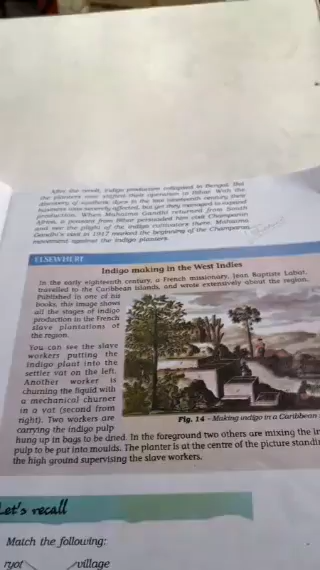 After the revolt, indigo production collapsed in Bengal. But
the planters now shifted their operation to Bihar. With the
discovery of synthetic dyes in the late nineteenth century their
business was severely affected, but yet they managed to expand
production. When Mahatma Gandhi returned from South
Africa, a peasant from Bihar persuaded him visit Champaran
and see the plight of the indigo cultivators there. Mahatma
Gandhi's visit in 1917 marked the beginning of the Champaran
movement against the indigo planters.
ELSEWHERE
Indigo making in the West Indies
In the early eighteenth century, a French missionary, Jean Baptiste Labat,
travelled to the Caribbean islands, and wrote extensively about the region.
Published in one of his
books, this image shows
all the stages of indigo
production in the French
slave plantations of
the region.
You can see the slave
workers putting the
indigo plant into the
settler vat on the left.
Another worker is
churning the liquid with
a mechanical churner
in a vat (second from
right). Two workers are
carrying the indigo pulp
Fig. 14 – Making indigo in a Caribbean
hung up in bags to be dried. In the foreground two others are mixing the
pulp to be put into moulds. The planter is at the centre of the picture
the high ground supervising the slave workers.
Let's recall
Match the following:
ryot village